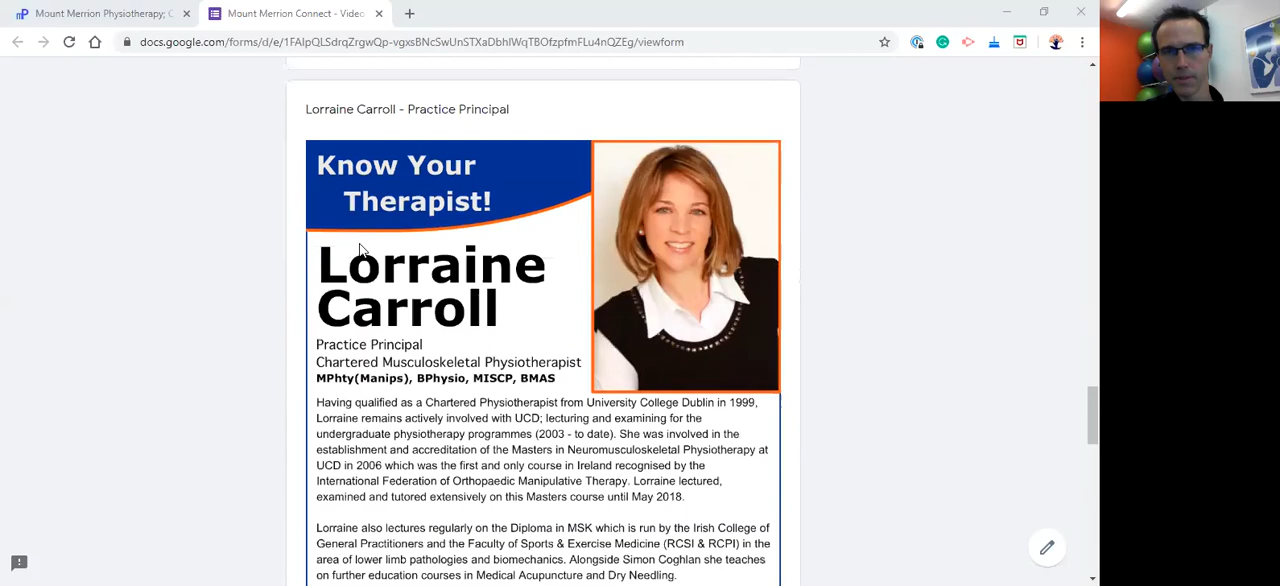 Mount Merrion Physiotherapy; C
Mount Merrion Connect - Video
docs.google.com/forms/d/e/1FAIpQLSdrqZrgwQp-vgxsBNcSwUnSTXaDbhlWqTBOfzpfmFLu4nQZEg/viewform
Lorraine Carroll - Practice Principal
Know Your
Therapist!
Lorraine
Carroll
Practice Principal
Chartered Musculoskeletal Physiotherapist
MPhty(Manips), BPhysio, MISCP, BMAS
Having qualified as a Chartered Physiotherapist from University College Dublin in 1999,
Lorraine remains actively involved with UCD; lecturing and examining for the
undergraduate physiotherapy programmes (2003 - to date). She was involved in the
establishment and accreditation of the Masters in Neuromusculoskeletal Physiotherapy at
UCD in 2006 which was the first and only course in Ireland recognised by the
International Federation of Orthopaedic Manipulative Therapy. Lorraine lectured,
examined and tutored extensively on this Masters course until May 2018.
Lorraine also lectures regularly on the Diploma in MSK which is run by the Irish College of
General Practitioners and the Faculty of Sports & Exercise Medicine (RCSI & RCPI) in the
area of lower limb pathologies and biomechanics. Alongside Simon Coghlan she teaches
on further education courses in Medical Acupuncture and Dry Needling.